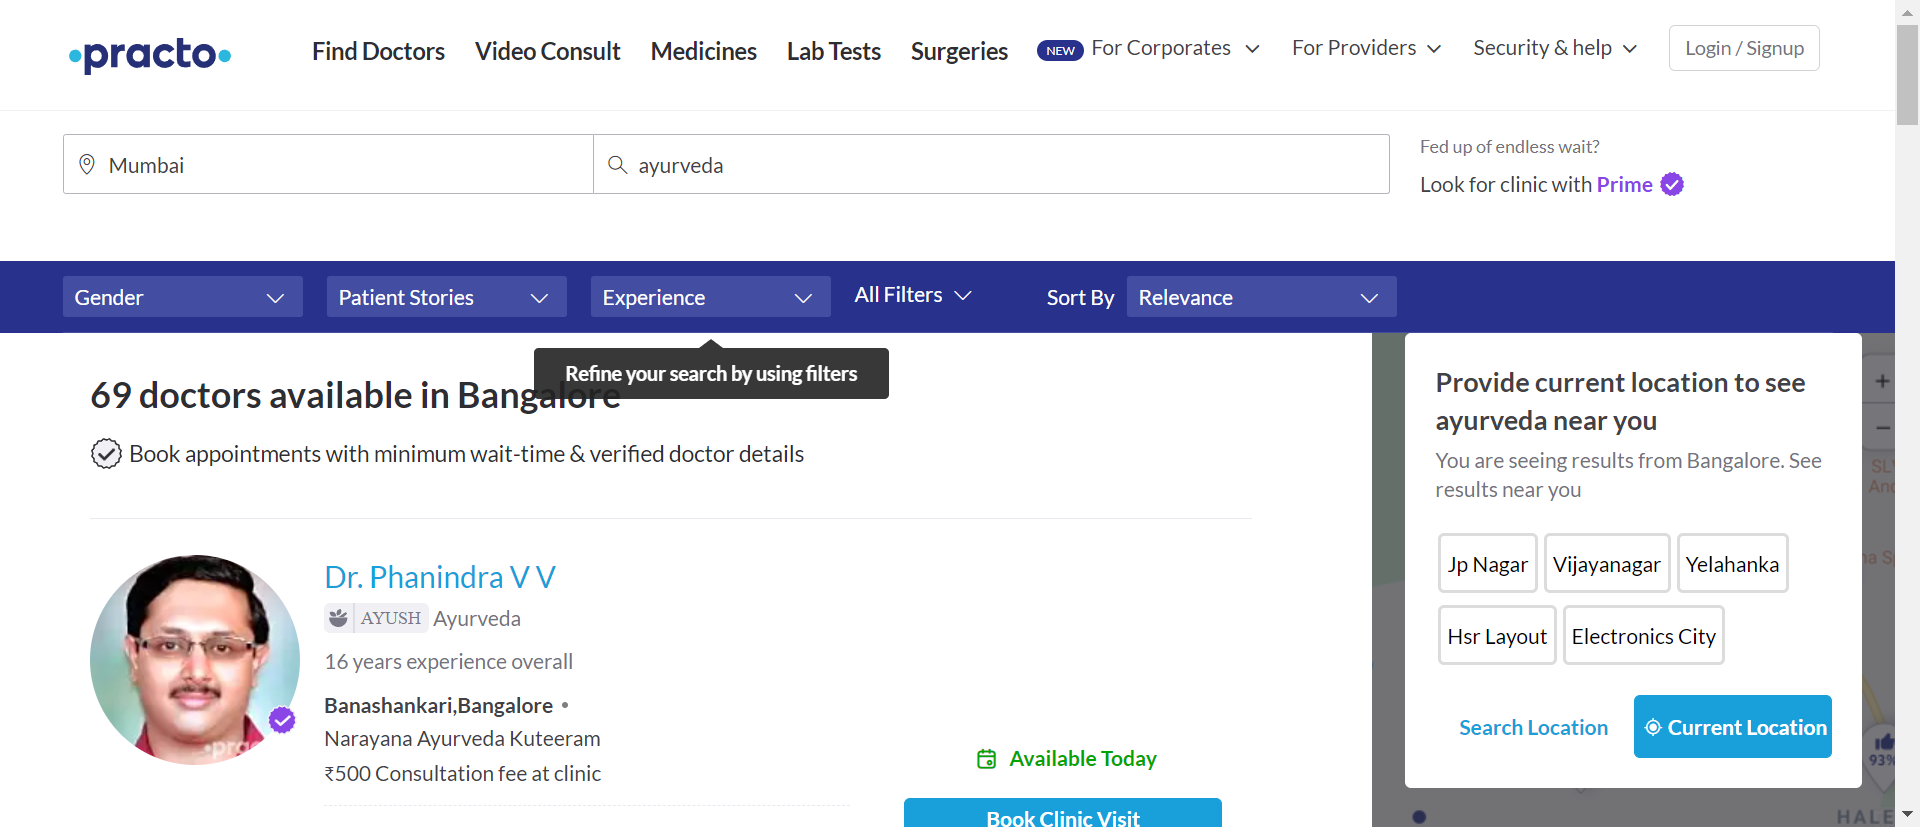 practo
Find Doctors Video Consult Medicines Lab Tests Surgeries NEW For Corporates For Providers Security & help Login / Signup
Mumbai ayurveda
Fed up of endless wait?
Look for clinic with Prime
Gender Patient Stories Experience All Filters Sort By Relevance
Refine your search by using filters
69 doctors available in Bangalore
Book appointments with minimum wait-time & verified doctor details
Dr. Phanindra V V
AYUSH Ayurveda
16 years experience overall
Banashankari,Bangalore •
Narayana Ayurveda Kuteeram
₹500 Consultation fee at clinic
Available Today
Book Clinic Visit
Provide current location to see
ayurveda near you
You are seeing results from Bangalore. See
results near you
Jp Nagar Vijayanagar Yelahanka
Hsr Layout Electronics City
Search Location Current Location
+
−
93%
HALE